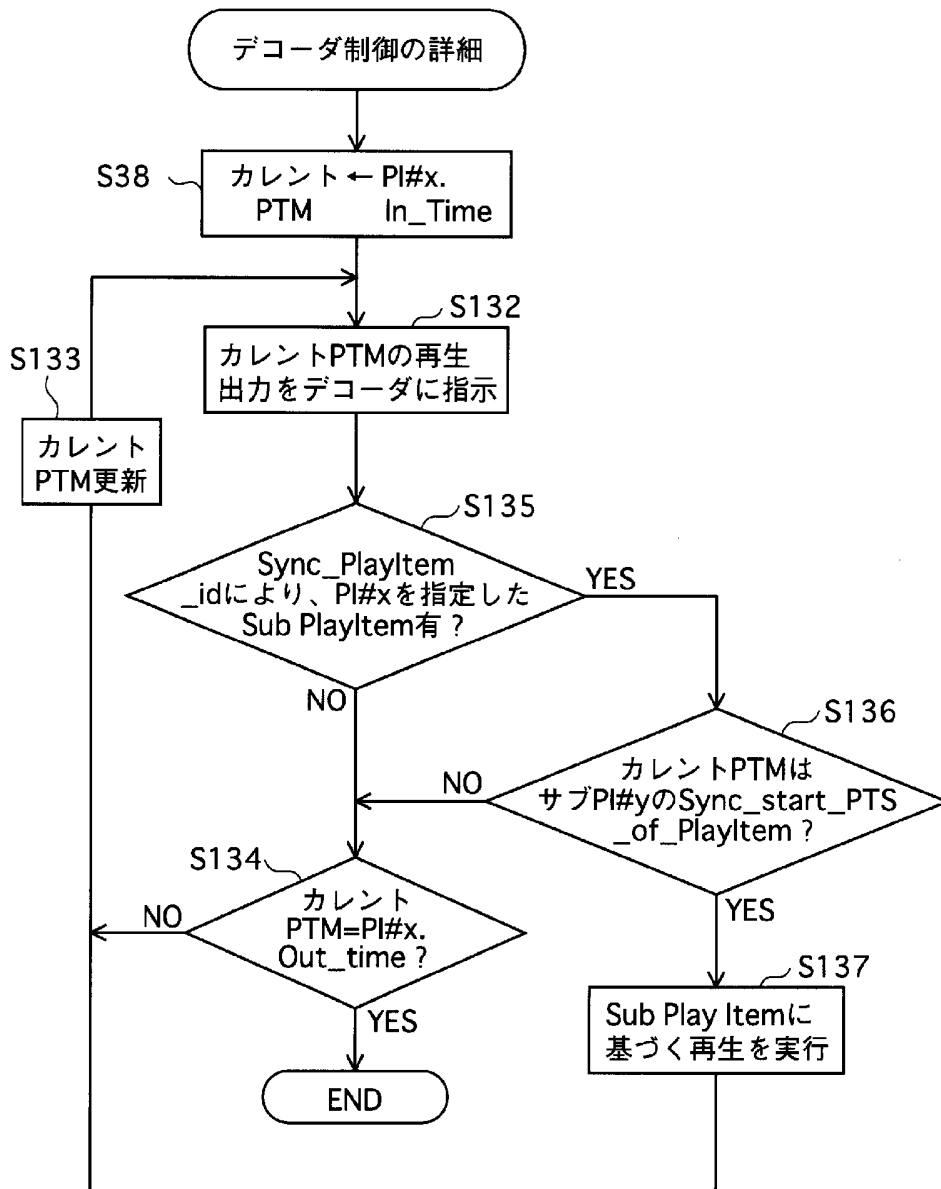 デコーダ制御の詳細
S38
カレント ← PI#x.
PTM In_Time
S132
カレントPTMの再生
出力をデコーダに指示
S133
カレント
PTM更新
S135
Sync_PlayItem
_idにより、PI#xを指定した
Sub PlayItem有？
YES
NO
S136
カレントPTMは
サブPI#yのSync_start_PTS
_of_PlayItem？
NO
YES
S134
カレント
PTM=PI#x.
Out_time？
NO
YES
S137
Sub Play Itemに
基づく再生を実行
END